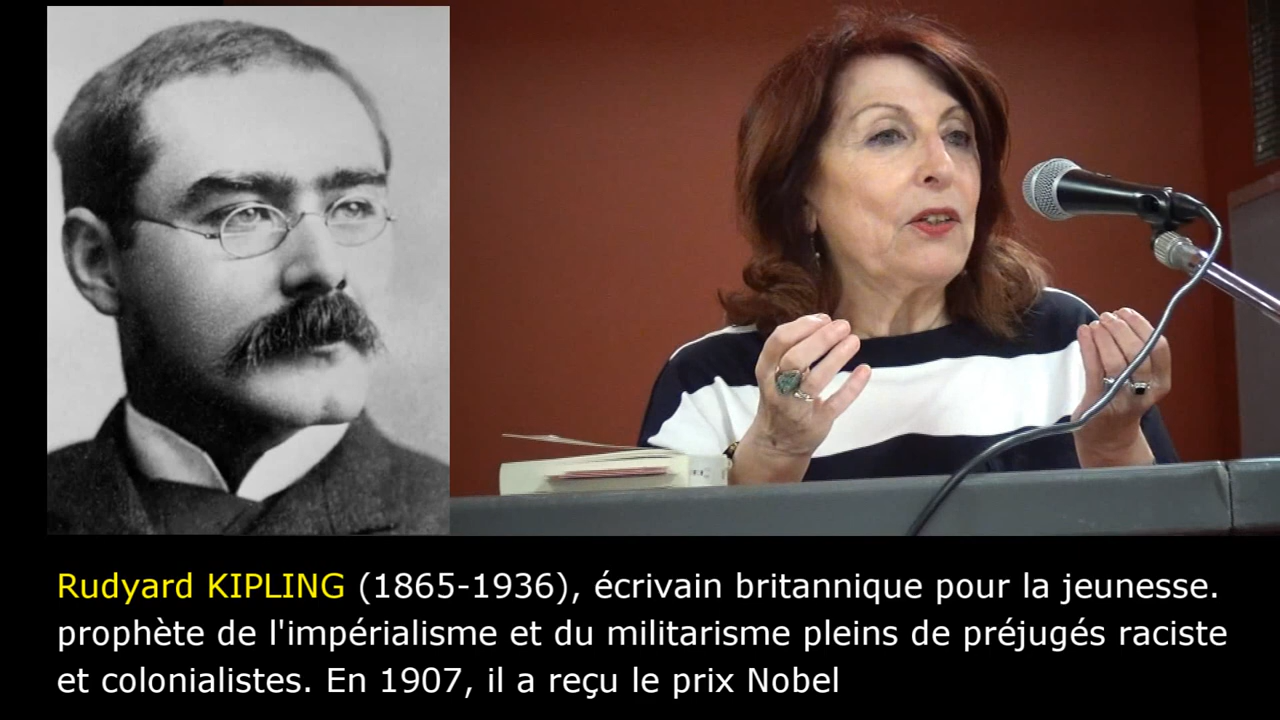 Rudyard KIPLING (1865-1936), écrivain britannique pour la jeunesse.
prophète de l'impérialisme et du militarisme pleins de préjugés raciste
et colonialistes. En 1907, il a reçu le prix Nobel